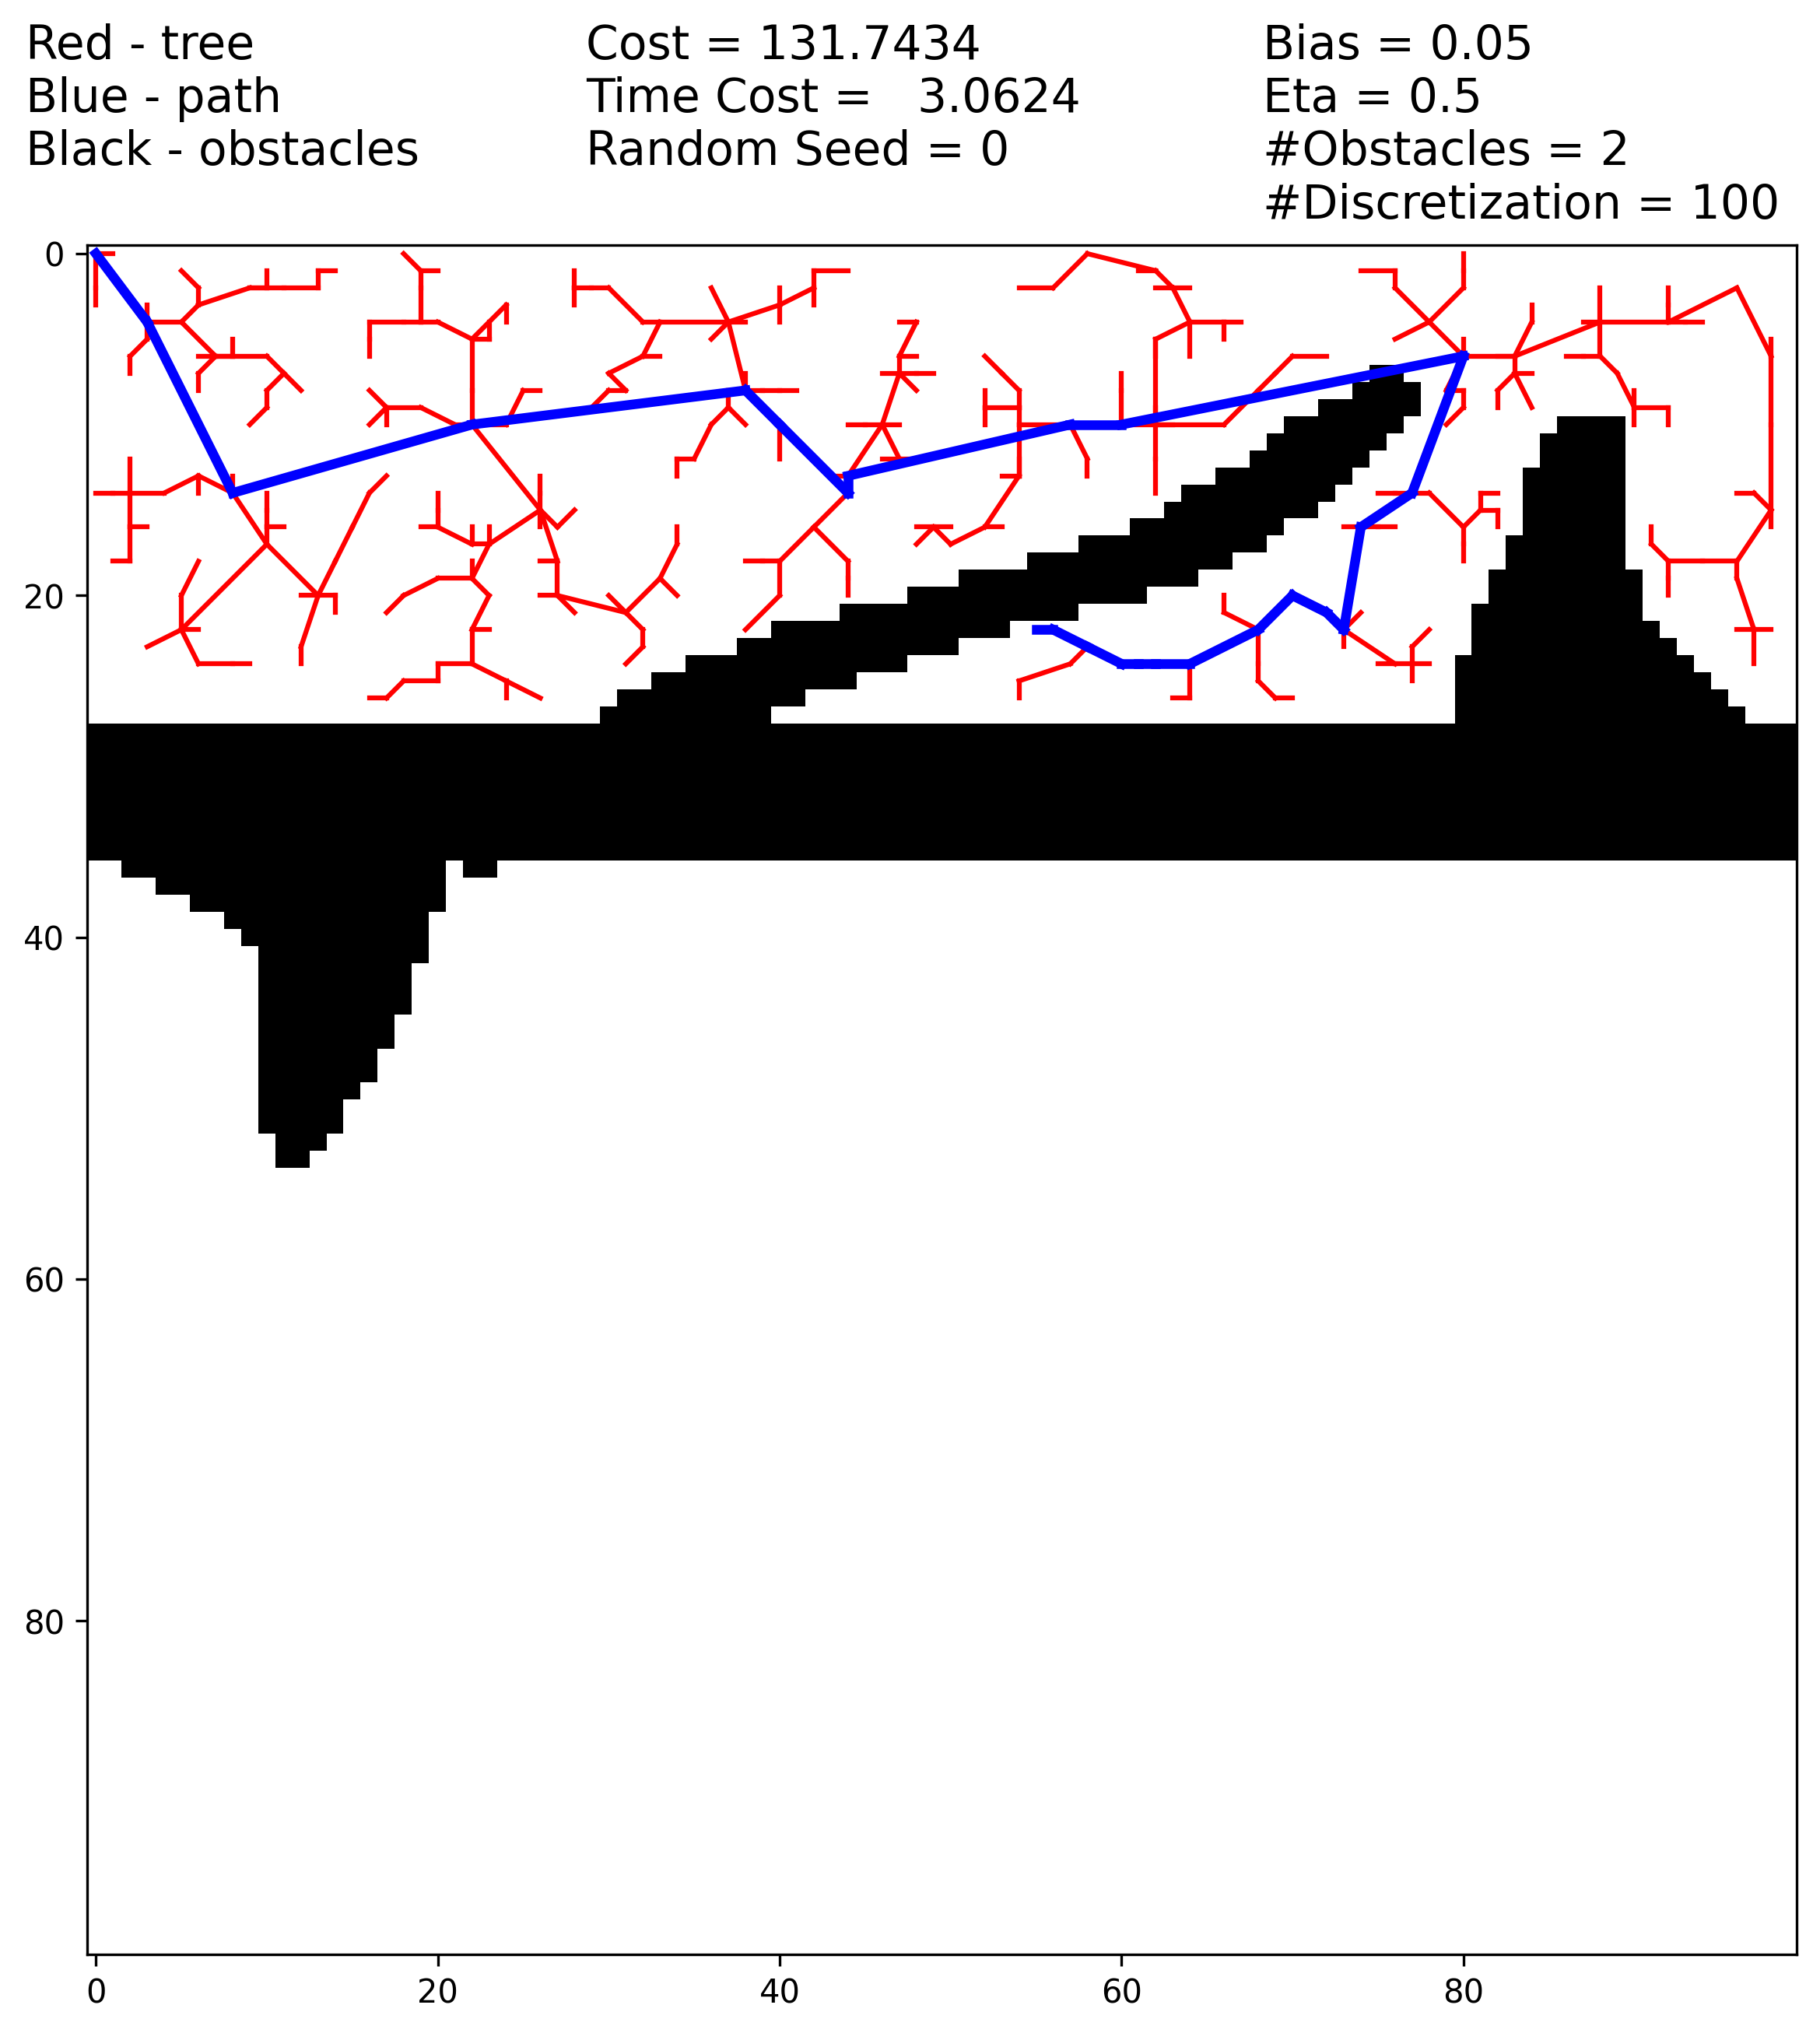 Red - tree
Blue - path
Black - obstacles
Cost = 131.7434
Time Cost =   3.0624
Random Seed = 0
Bias = 0.05
Eta = 0.5
#Obstacles = 2
#Discretization = 100
0
20
40
60
80
0
20
40
60
80